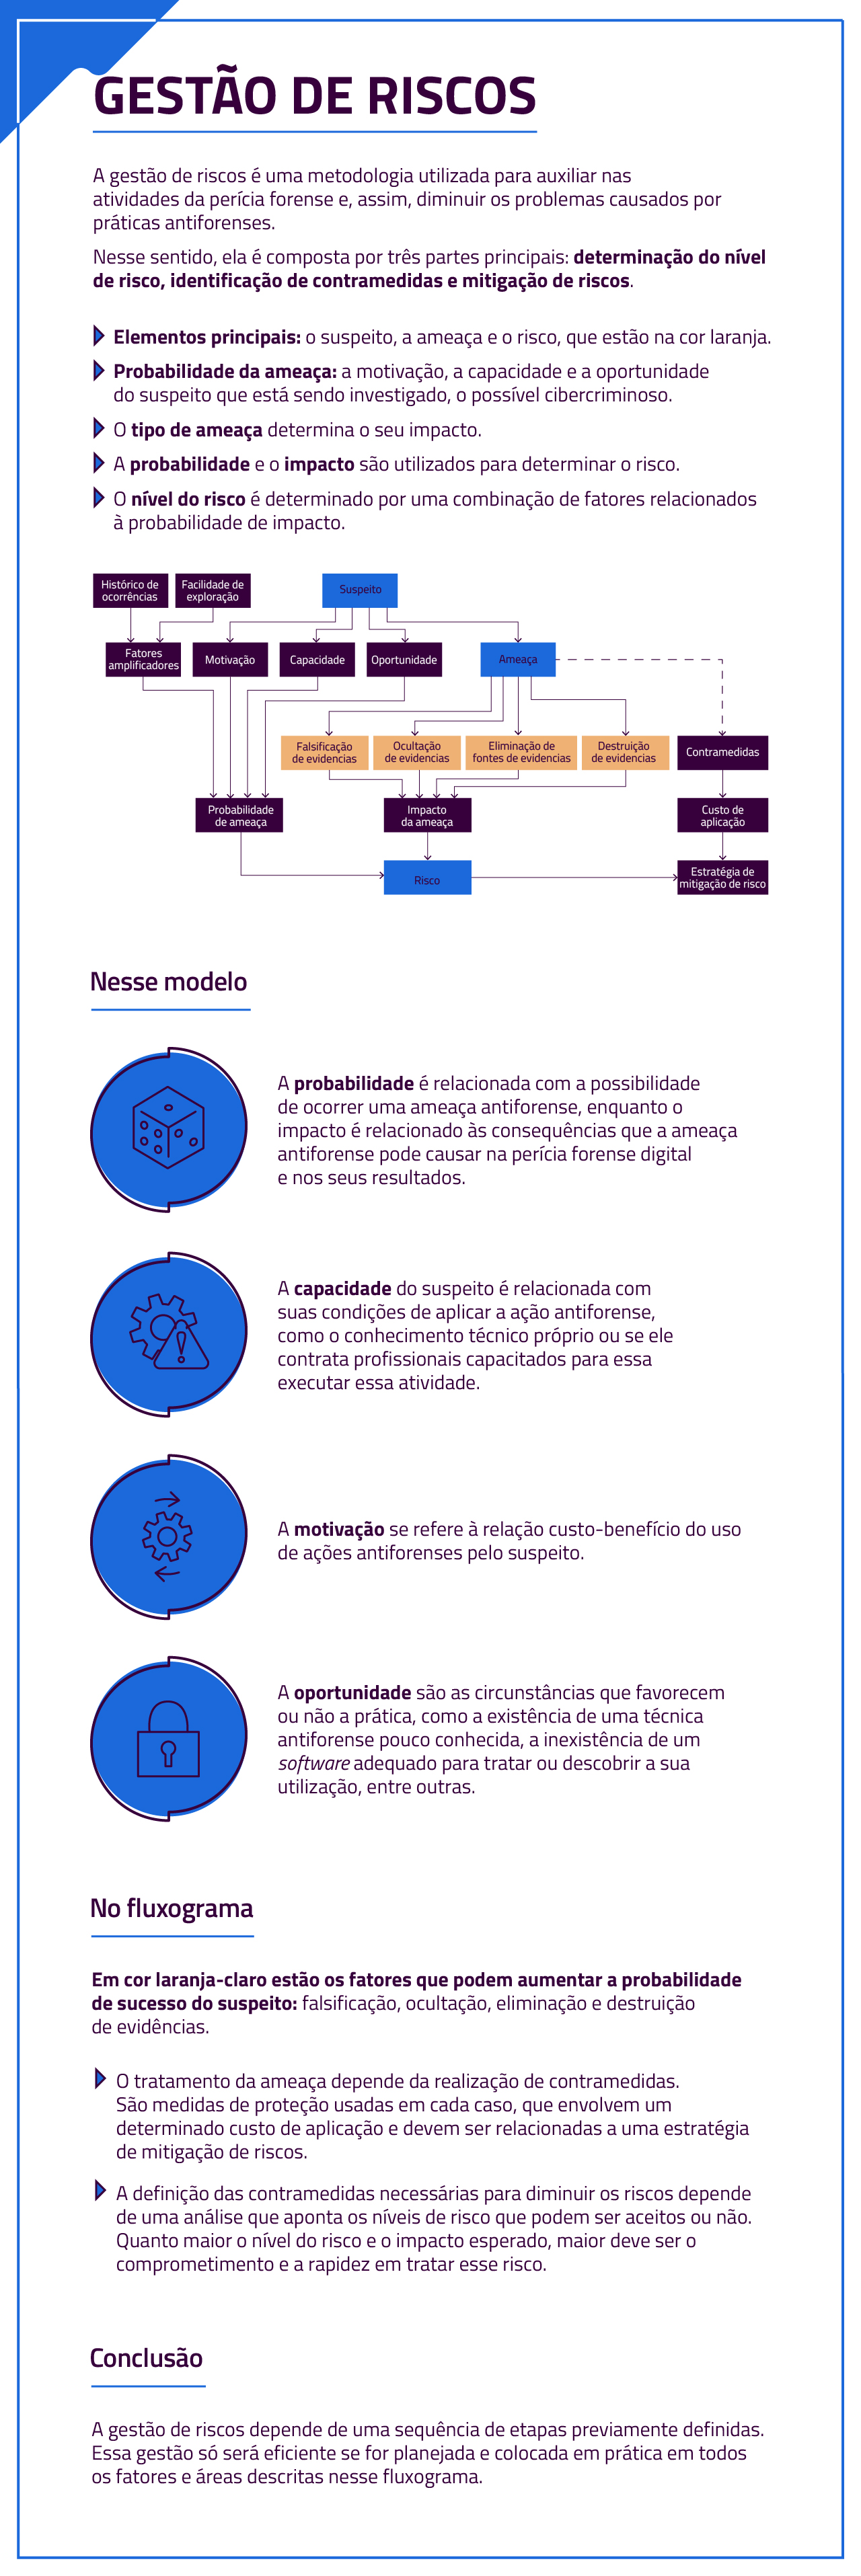 GESTÃO DE RISCOS
A gestão de riscos é uma metodologia utilizada para auxiliar nas
atividades da perícia forense e, assim, diminuir os problemas causados por
práticas antiforenses.
Nesse sentido, ela é composta por três partes principais: determinação do nível
de risco, identificação de contramedidas e mitigação de riscos.
Elementos principais: o suspeito, a ameaça e o risco, que estão na cor laranja.
Probabilidade da ameaça: a motivação, a capacidade e a oportunidade
do suspeito que está sendo investigado, o possível cibercriminoso.
O tipo de ameaça determina o seu impacto.
A probabilidade e o impacto são utilizados para determinar o risco.
O nível do risco é determinado por uma combinação de fatores relacionados
à probabilidade de impacto.
Histórico de
ocorrências
Facilidade de
exploração
Suspeito
Fatores
amplificadores
Motivação
Capacidade
Oportunidade
Ameaça
Falsificação
de evidencias
Ocultação
de evidencias
Eliminação de
fontes de evidencias
Destruição
de evidencias
Contramedidas
Probabilidade
de ameaça
Impacto
da ameaça
Custo de
aplicação
Risco
Estratégia de
mitigação de risco
Nesse modelo
A probabilidade é relacionada com a possibilidade
de ocorrer uma ameaça antiforense, enquanto o
impacto é relacionado às consequências que a ameaça
antiforense pode causar na perícia forense digital
e nos seus resultados.
A capacidade do suspeito é relacionada com
suas condições de aplicar a ação antiforense,
como o conhecimento técnico próprio ou se ele
contrata profissionais capacitados para essa
executar essa atividade.
A motivação se refere à relação custo-benefício do uso
de ações antiforenses pelo suspeito.
A oportunidade são as circunstâncias que favorecem
ou não a prática, como a existência de uma técnica
antiforense pouco conhecida, a inexistência de um
software adequado para tratar ou descobrir a sua
utilização, entre outras.
No fluxograma
Em cor laranja-claro estão os fatores que podem aumentar a probabilidade
de sucesso do suspeito: falsificação, ocultação, eliminação e destruição
de evidências.
O tratamento da ameaça depende da realização de contramedidas.
São medidas de proteção usadas em cada caso, que envolvem um
determinado custo de aplicação e devem ser relacionadas a uma estratégia
de mitigação de riscos.
A definição das contramedidas necessárias para diminuir os riscos depende
de uma análise que aponta os níveis de risco que podem ser aceitos ou não.
Quanto maior o nível do risco e o impacto esperado, maior deve ser o
comprometimento e a rapidez em tratar esse risco.
Conclusão
A gestão de riscos depende de uma sequência de etapas previamente definidas.
Essa gestão só será eficiente se for planejada e colocada em prática em todos
os fatores e áreas descritas nesse fluxograma.